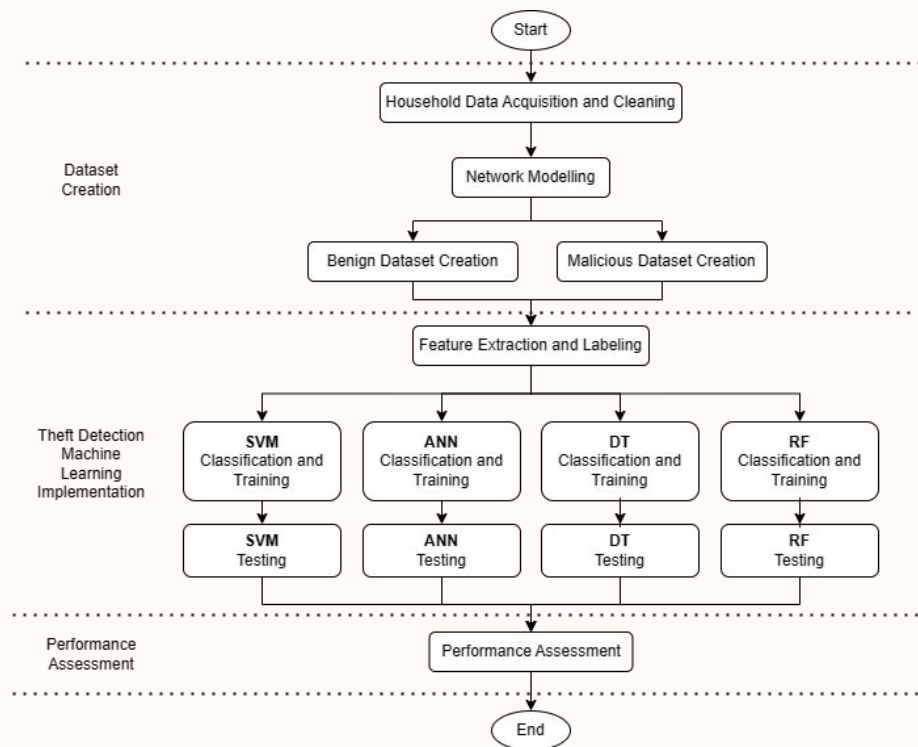 Start
Household Data Acquisition and Cleaning
Dataset
Creation
Network Modelling
Benign Dataset Creation
Malicious Dataset Creation
Feature Extraction and Labeling
Theft Detection
Machine
Learning
Implementation
SVM
Classification and
Training
ANN
Classification and
Training
DT
Classification and
Training
RF
Classification and
Training
SVM
Testing
ANN
Testing
DT
Testing
RF
Testing
Performance
Assessment
Performance Assessment
End